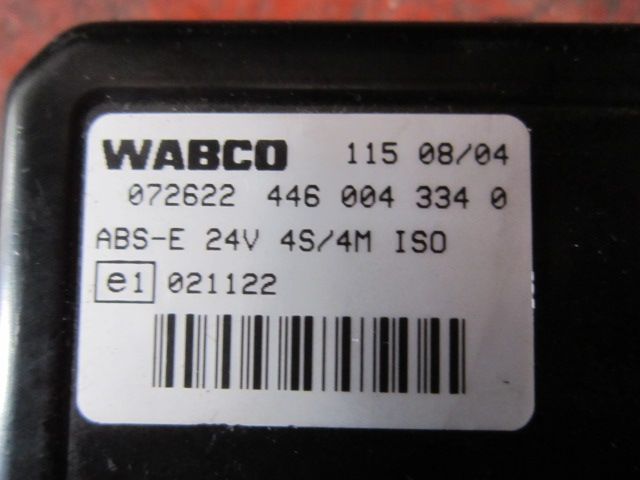 WABCO 115 08/04
072622 446 004 334 0
ABS-E 24V 4S/4M ISO
e1 021122